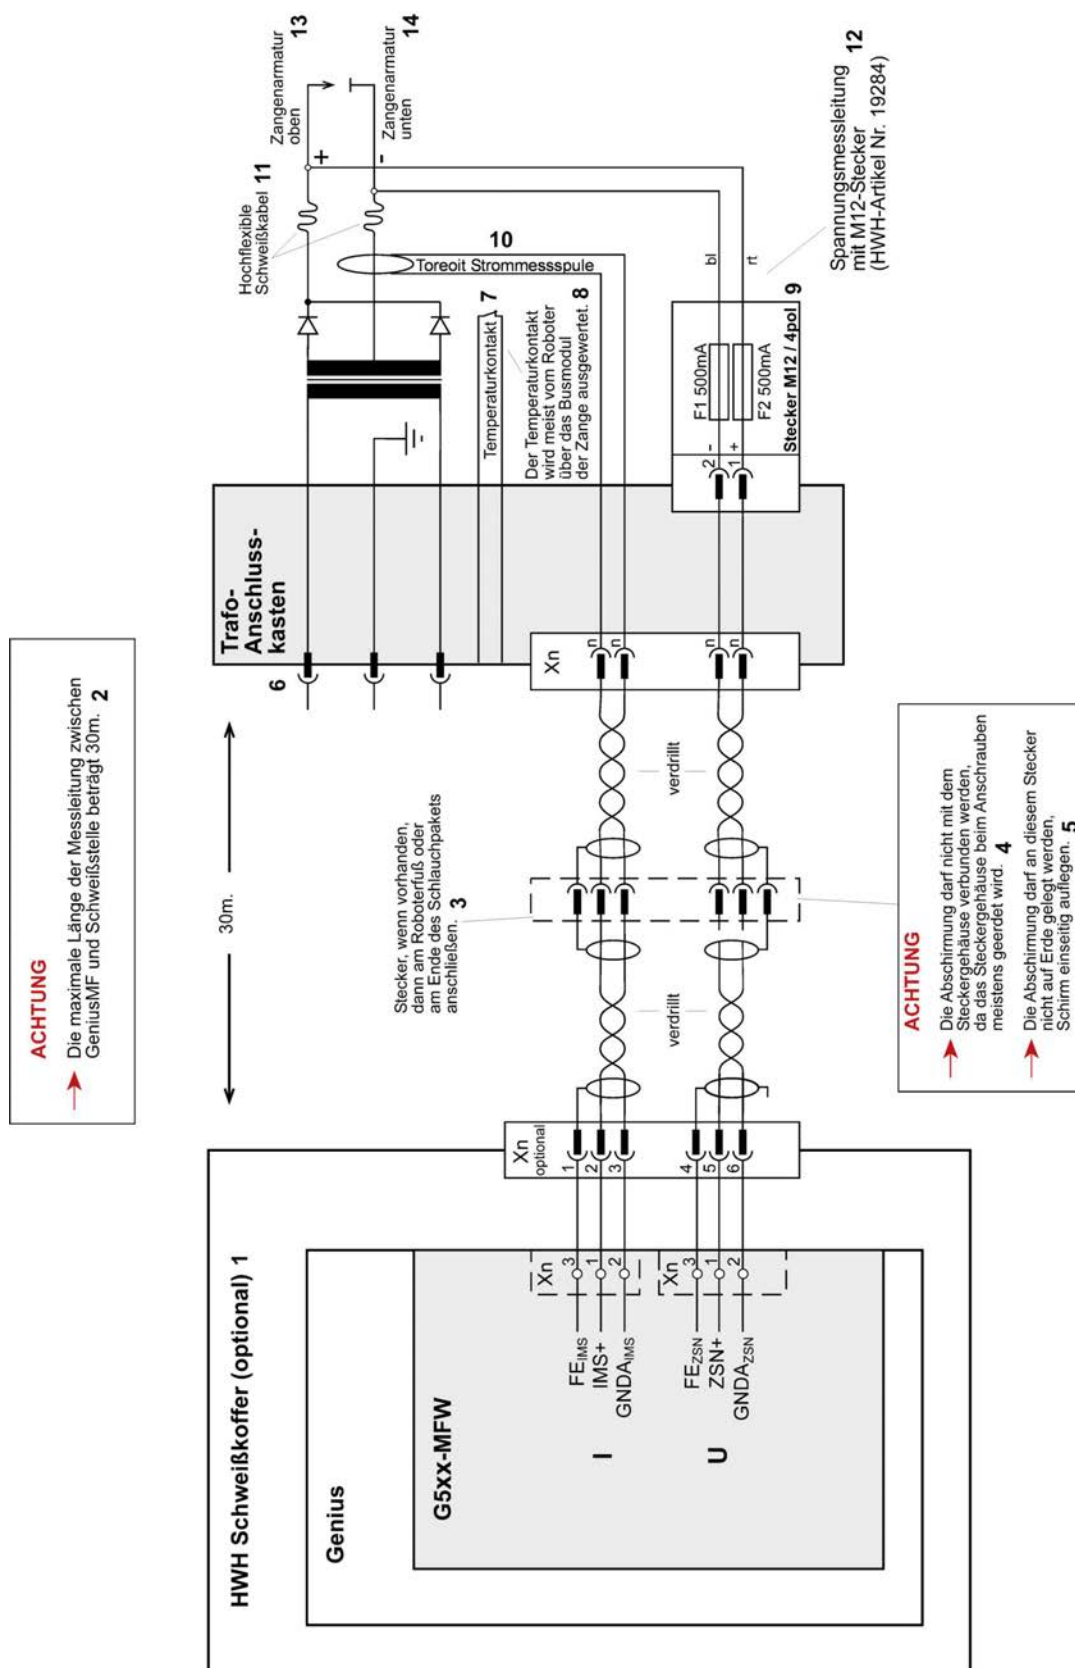 ACHTUNG
Die maximale Länge der Messleitung zwischen
GeniusMF und Schweißstelle beträgt 30m. 2
HWH Schweißkoffer (optional) 1
Genius
G5xx-MFW
I
U
FEIMS
IMS+
GNDAIMS
FEZSN
ZSN+
GNDAZSN
Xn
3
1
2
Xn
3
1
2
Xn
optional
1
2
3
4
5
6
30m.
Stecker, wenn vorhanden,
dann am Roboterfuß oder
am Ende des Schlauchpakets
anschließen. 3
verdrillt
verdrillt
ACHTUNG
Die Abschirmung darf nicht mit dem
Steckergehäuse verbunden werden,
da das Steckergehäuse beim Anschrauben
meistens geerdet wird. 4
Die Abschirmung darf an diesem Stecker
nicht auf Erde gelegt werden,
Schirm einseitig auflegen. 5
Trafo-
Anschluss-
kasten
6
Xn
n
n
n
n
Temperaturkontakt 7
Der Temperaturkontakt
wird meist vom Roboter
über das Busmodul
der Zange ausgewertet. 8
2 -
1 +
F1 500mA
F2 500mA
Stecker M12 / 4pol 9
bl
rt
10
Toreoit Strommessspule
Hochflexible
Schweißkabel 11
+
-
Spannungsmessleitung
mit M12-Stecker 12
(HWH-Artikel Nr. 19284)
Zangenarmatur 13
oben
Zangenarmatur 14
unten